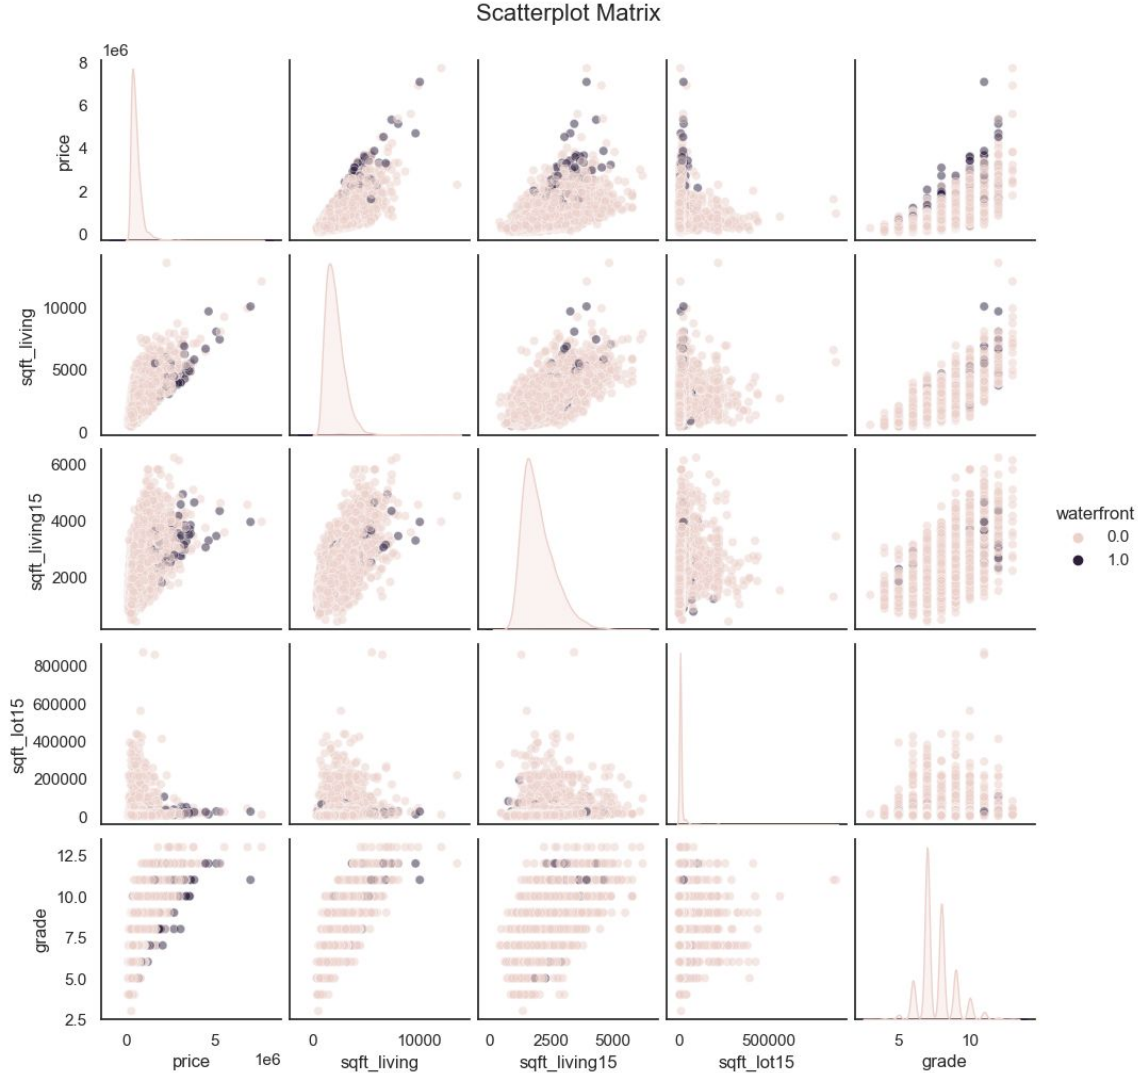 Scatterplot Matrix
1e6
8
6
4
2
0
price
10000
5000
0
sqft_living
6000
4000
2000
sqft_living15
waterfront
0.0
1.0
800000
600000
400000
200000
0
sqft_lot15
12.5
10.0
7.5
5.0
2.5
grade
0 5
1e6
price
0 10000
sqft_living
0 2500 5000
sqft_living15
0 500000
sqft_lot15
5 10
grade